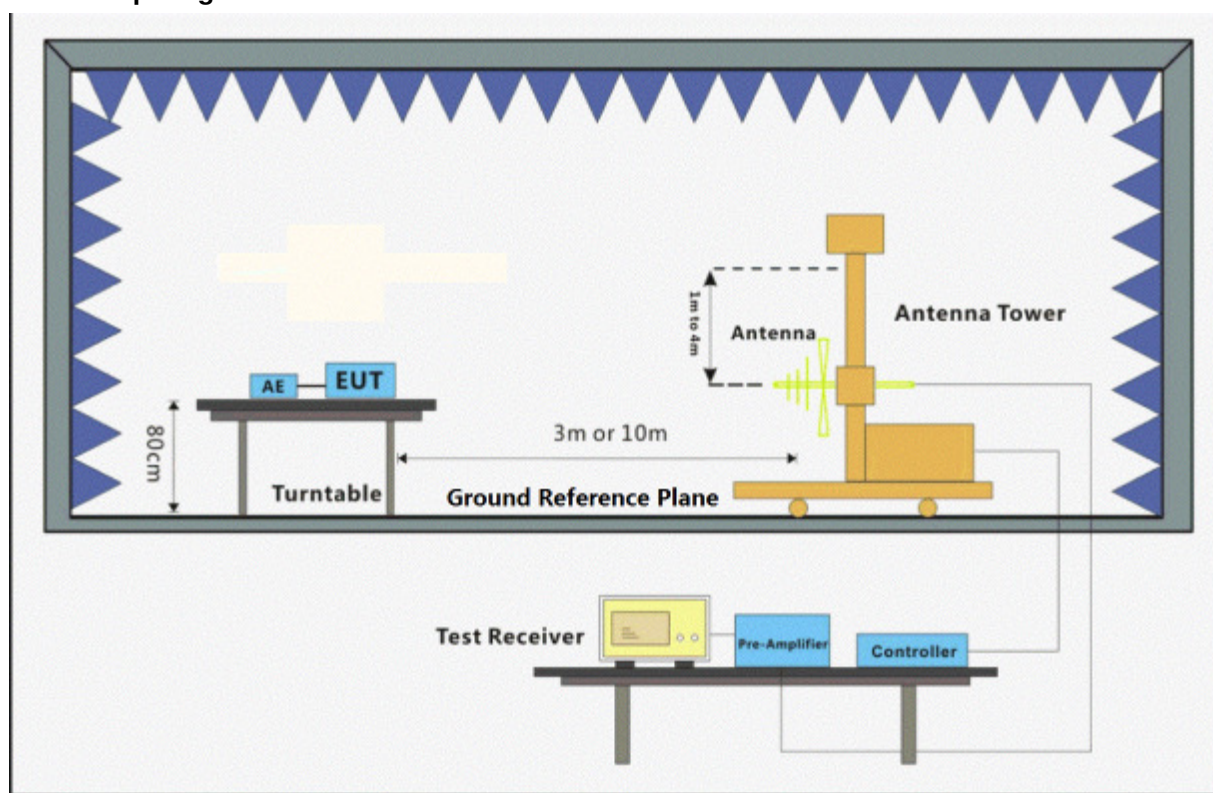 1m to 4m
Antenna
Antenna Tower
AE
EUT
80cm
3m or 10m
Turntable
Ground Reference Plane
Test Receiver
Pre-Amplifier
Controller